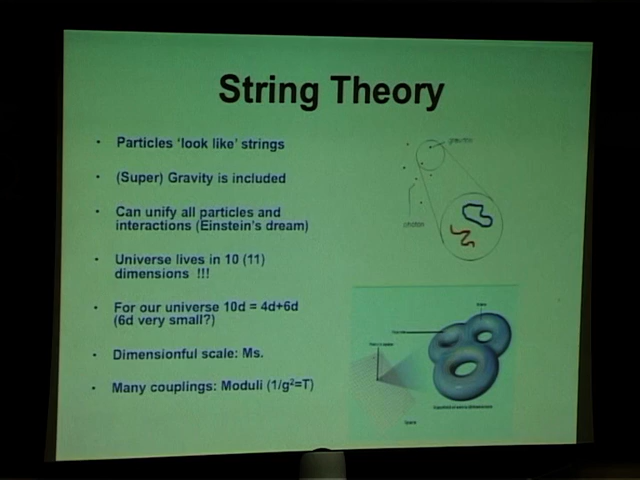 String Theory
• Particles 'look like' strings
• (Super) Gravity is included
• Can unify all particles and
interactions (Einstein's dream)
• Universe lives in 10 (11)
dimensions !!!
• For our universe 10d = 4d+6d
(6d very small?)
• Dimensionful scale: Ms.
• Many couplings: Moduli (1/g²=T)
graviton
photon
Space